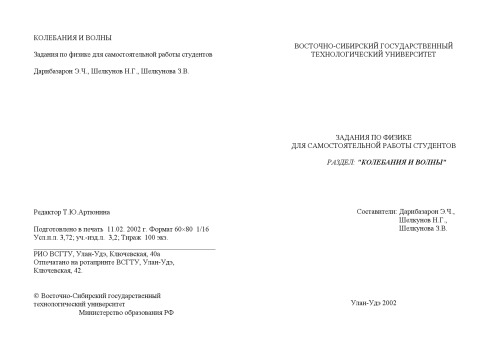 КОЛЕБАНИЯ И ВОЛНЫ
Задания по физике для самостоятельной работы студентов
Дарибазарон Э.Ч., Шелкунов Н.Г., Шелкунова З.В.
Редактор Т.Ю.Артюнина
Подготовлено в печать 11.02. 2002 г. Формат 60×80 1/16
Усл.п.л. 3,72; уч.-изд.л. 3,2; Тираж 100 экз.
РИО ВСГТУ, Улан-Удэ, Ключевская, 40а
Отпечатано на ротапринте ВСГТУ, Улан-Удэ,
Ключевская, 42.
© Восточно-Сибирский государственный
технологический университет
Министерство образования РФ
ВОСТОЧНО-СИБИРСКИЙ ГОСУДАРСТВЕННЫЙ
ТЕХНОЛОГИЧЕСКИЙ УНИВЕРСИТЕТ
ЗАДАНИЯ ПО ФИЗИКЕ
ДЛЯ САМОСТОЯТЕЛЬНОЙ РАБОТЫ СТУДЕНТОВ
РАЗДЕЛ: "КОЛЕБАНИЯ И ВОЛНЫ"
Составители: Дарибазарон Э.Ч.,
Шелкунов Н.Г.,
Шелкунова З.В.
Улан-Удэ 2002